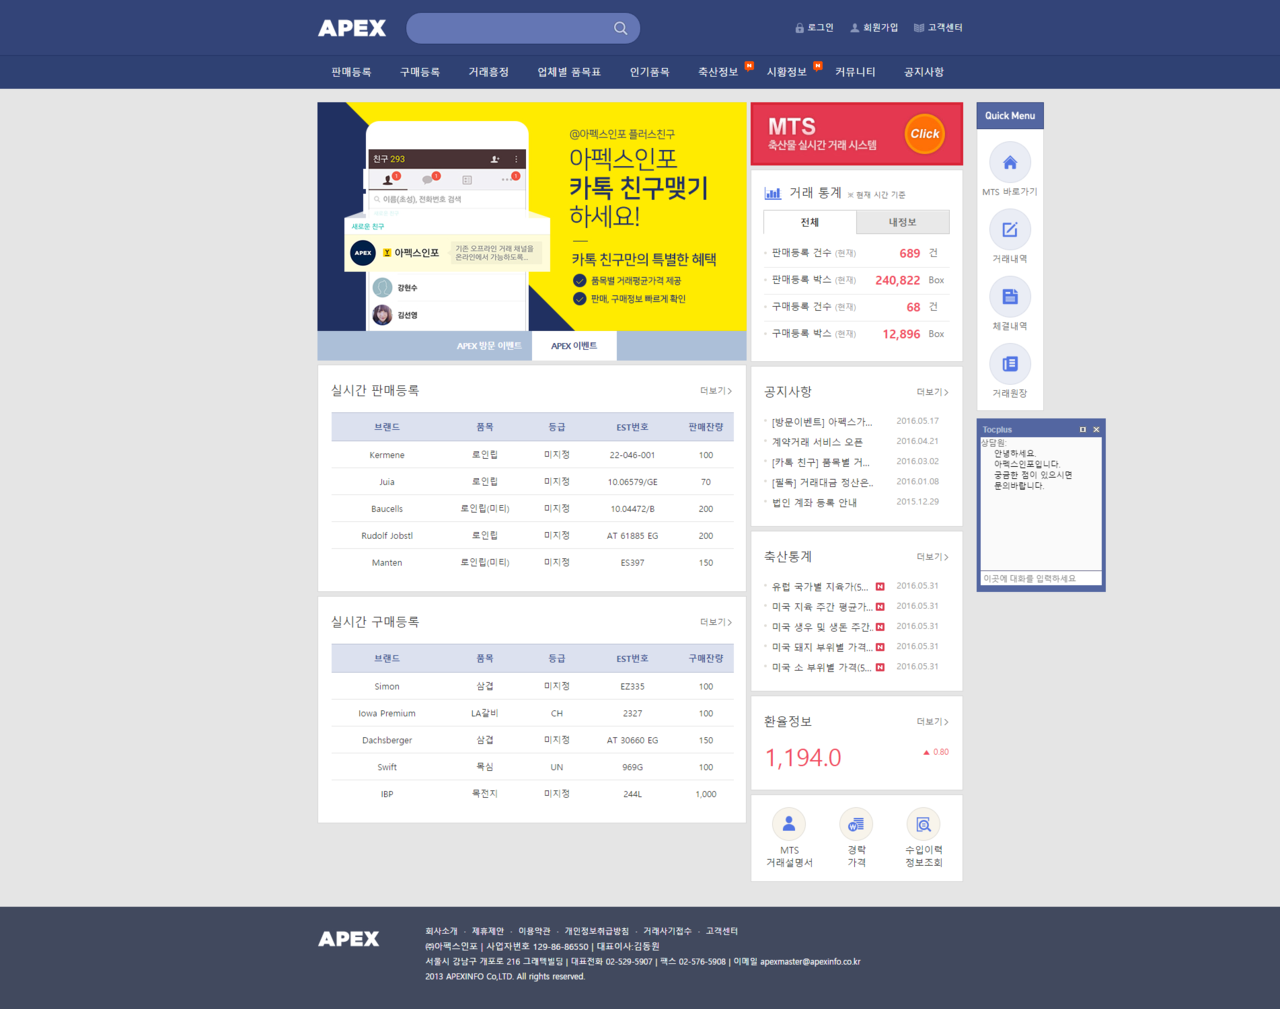 APEX
로그인 회원가입 고객센터
판매등록 구매등록 거래흥정 업체별 품목표 인기품목 축산정보 N 시황정보 N 커뮤니티 공지사항
친구 293
1 1 1
이름(초성), 전화번호 검색
새로운 친구
APEX 아펙스인포
기존 오프라인 거래 채널을
온라인에서 가능하도록...
강현수
김선영
@아펙스인포 플러스친구
아펙스인포
카톡 친구맺기
하세요!
카톡 친구만의 특별한 혜택
품목별 거래평균가격 제공
판매, 구매정보 빠르게 확인
APEX 방문 이벤트 APEX 이벤트
실시간 판매등록 더보기
브랜드 품목 등급 EST번호 판매잔량
Kermene 로인립 미지정 22-046-001 100
Juia 로인립 미지정 10.06579/GE 70
Baucells 로인립(미티) 미지정 10.04472/B 200
Rudolf Jobstl 로인립 미지정 AT 61885 EG 200
Manten 로인립(미티) 미지정 ES397 150
실시간 구매등록 더보기
브랜드 품목 등급 EST번호 구매잔량
Simon 삼겹 미지정 EZ335 100
Iowa Premium LA갈비 CH 2327 100
Dachsberger 삼겹 미지정 AT 30660 EG 150
Swift 목심 UN 969G 100
IBP 목전지 미지정 244L 1,000
MTS
축산물 실시간 거래 시스템
Click
거래 통계 ※ 현재 시간 기준
전체 내정보
판매등록 건수 (현재) 689 건
판매등록 박스 (현재) 240,822 Box
구매등록 건수 (현재) 68 건
구매등록 박스 (현재) 12,896 Box
공지사항 더보기
[방문이벤트] 아펙스가... 2016.05.17
계약거래 서비스 오픈 2016.04.21
[카톡 친구] 품목별 거... 2016.03.02
[필독] 거래대금 정산은.. 2016.01.08
법인 계좌 등록 안내 2015.12.29
축산통계 더보기
유럽 국가별 지육가(5... N 2016.05.31
미국 지육 주간 평균가... N 2016.05.31
미국 생우 및 생돈 주간.. N 2016.05.31
미국 돼지 부위별 가격... N 2016.05.31
미국 소 부위별 가격(5... N 2016.05.31
환율정보 더보기
1,194.0 ▲ 0.80
MTS
거래설명서
경락
가격
수입이력
정보조회
Quick Menu
MTS 바로가기
거래내역
체결내역
거래원장
Tocplus
상담원:
안녕하세요.
아펙스인포입니다.
궁금한 점이 있으시면
문의바랍니다.
이곳에 대화를 입력하세요
APEX
회사소개 · 제휴제안 · 이용약관 · 개인정보취급방침 · 거래사기접수 · 고객센터
㈜아펙스인포 | 사업자번호 129-86-86550 | 대표이사:김동원
서울시 강남구 개포로 216 그래택빌딩 | 대표전화 02-529-5907 | 팩스 02-576-5908 | 이메일 apexmaster@apexinfo.co.kr
2013 APEXINFO Co,LTD. All rights reserved.